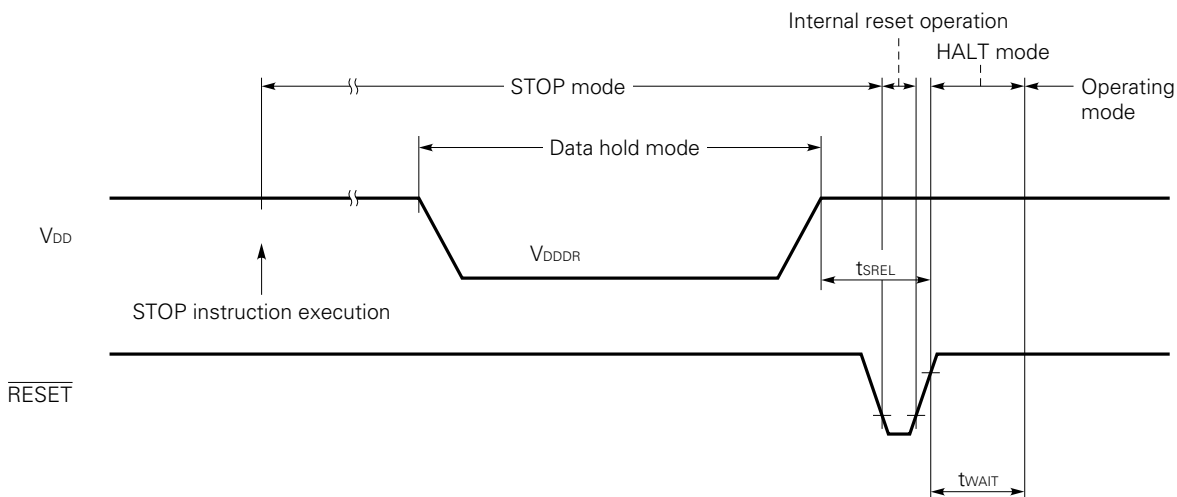 Internal reset operation
HALT mode
STOP mode
Operating
mode
Data hold mode
VDD
VDDDR
tSREL
STOP instruction execution
RESET
tWAIT